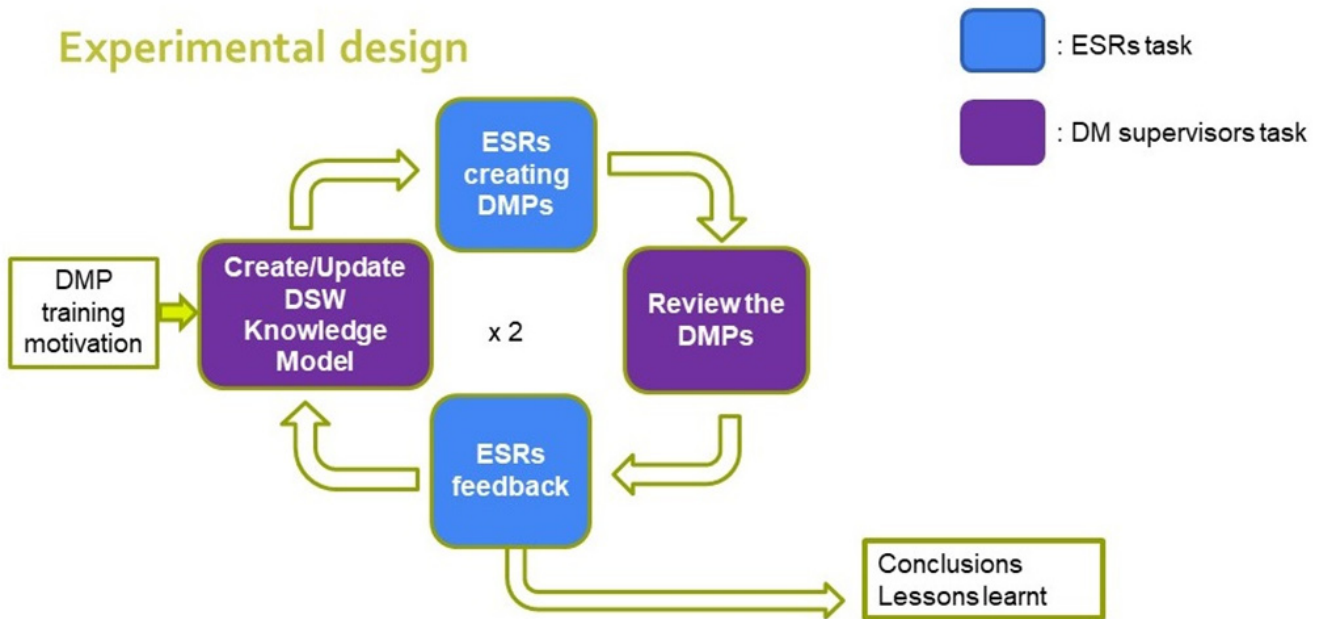 Experimental design
: ESRs task
: DM supervisors task
ESRs
creating
DMPs
DMP
training
motivation
Create/Update
DSW
Knowledge
Model
x 2
Review the
DMPs
ESRs
feedback
Conclusions
Lessons learnt